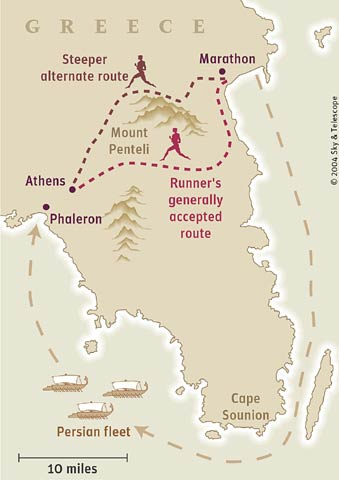 GREECE
Steeper
alternate route
Marathon
Mount
Penteli
Athens
Phaleron
Runner's
generally
accepted
route
© 2004 Sky & Telescope
Cape
Sounion
Persian fleet
10 miles